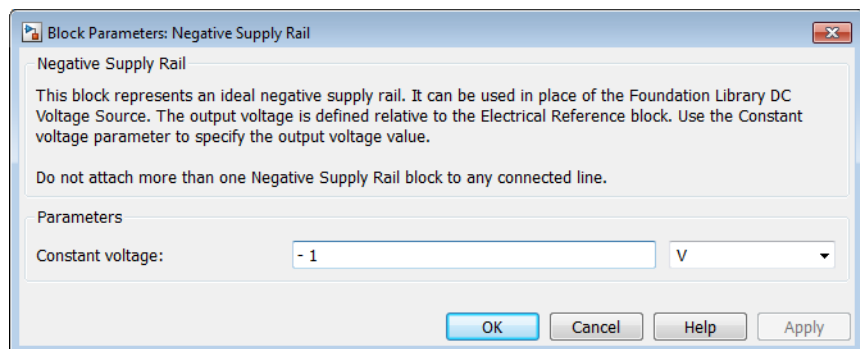 Block Parameters: Negative Supply Rail
Negative Supply Rail
This block represents an ideal negative supply rail. It can be used in place of the Foundation Library DC
Voltage Source. The output voltage is defined relative to the Electrical Reference block. Use the Constant
voltage parameter to specify the output voltage value.
Do not attach more than one Negative Supply Rail block to any connected line.
Parameters
Constant voltage: - 1 V
OK Cancel Help Apply